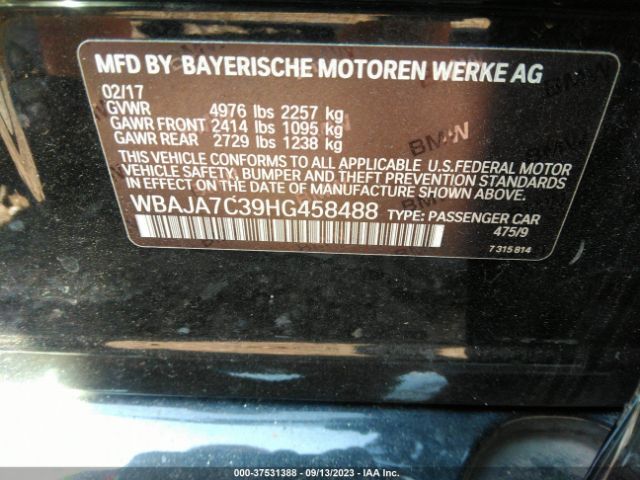 MFD BY BAYERISCHE MOTOREN WERKE AG
02/17
GVWR 4976 lbs 2257 kg
GAWR FRONT 2414 lbs 1095 kg
GAWR REAR 2729 lbs 1238 kg
THIS VEHICLE CONFORMS TO ALL APPLICABLE U.S.FEDERAL MOTOR
VEHICLE SAFETY, BUMPER AND THEFT PREVENTION STANDARDS
IN EFFECT ON THE DATE OF MANUFACTURE SHOWN ABOVE.
WBAJA7C39HG458488 TYPE: PASSENGER CAR
475/9
7315814
BMW
BMW
000-37531388 - 09/13/2023 - IAA Inc.